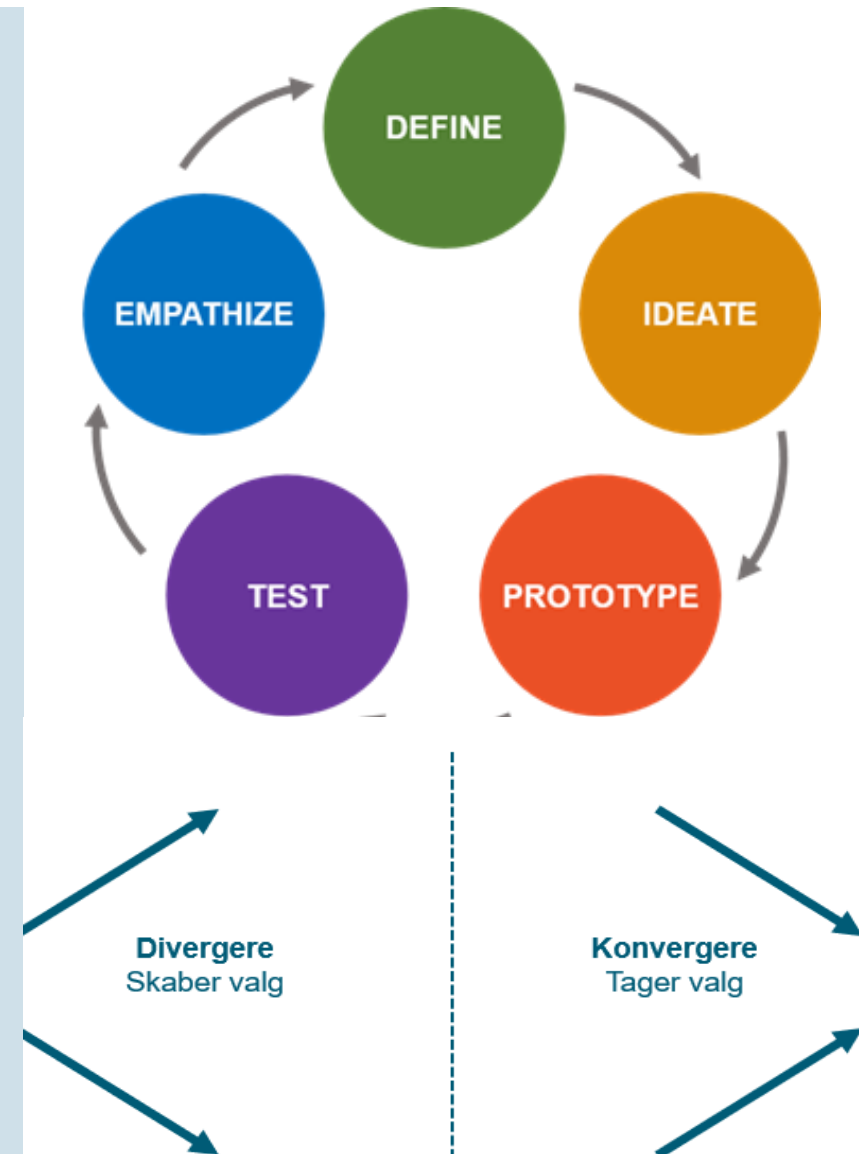 DEFINE
EMPATHIZE
IDEATE
TEST
PROTOTYPE
Divergere
Skaber valg
Konvergere
Tager valg